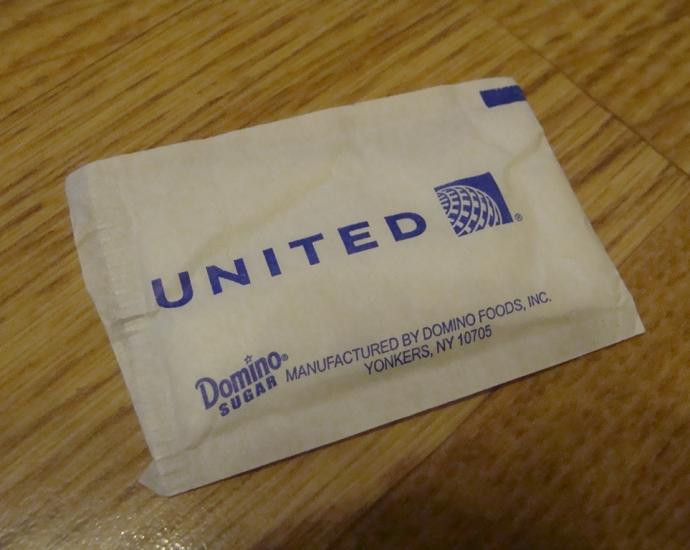 UNITED®
Domino®
SUGAR
MANUFACTURED BY DOMINO FOODS, INC.
YONKERS, NY 10705